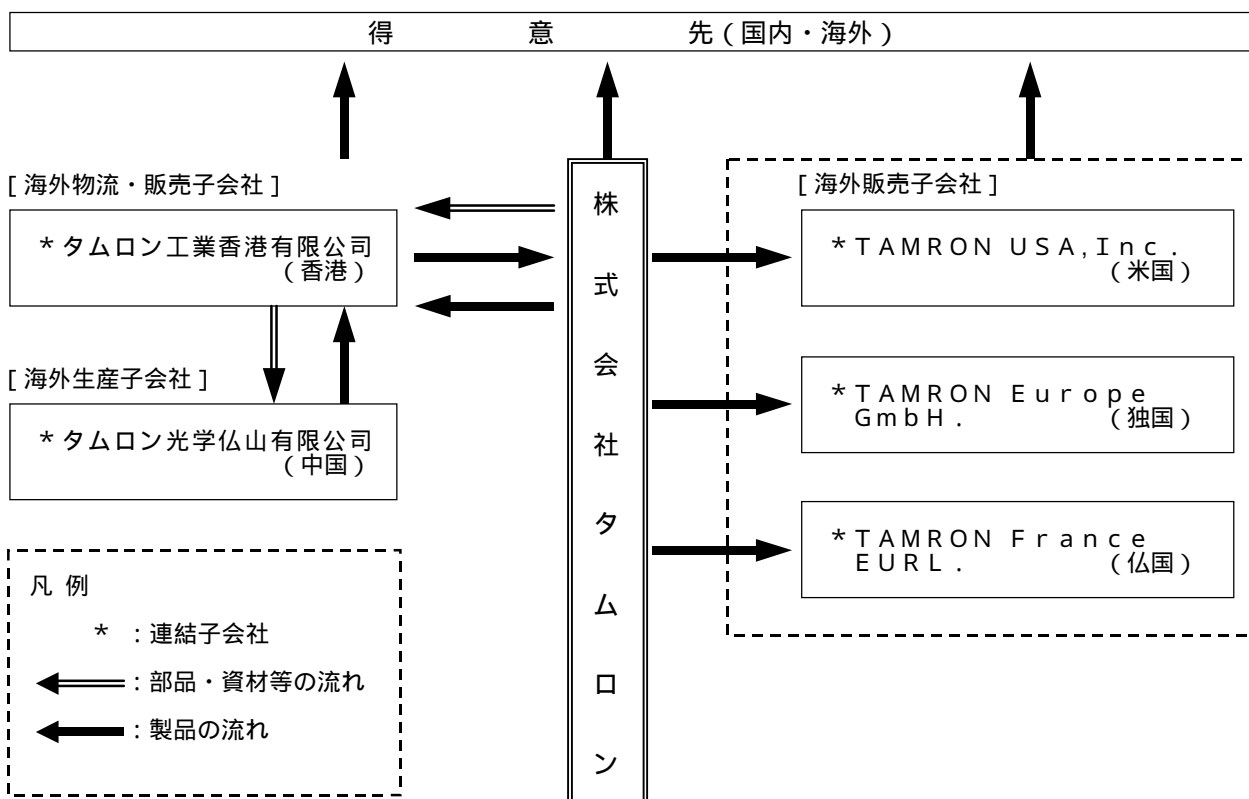 得意先（国内・海外）
[海外物流・販売子会社]
＊タムロン工業香港有限公司
（香港）
[海外生産子会社]
＊タムロン光学仏山有限公司
（中国）
株式会社タムロン
[海外販売子会社]
＊TAMRON USA,Inc.
（米国）
＊TAMRON Europe
GmbH. （独国）
＊TAMRON France
EURL. （仏国）
凡例
＊：連結子会社
：部品・資材等の流れ
：製品の流れ